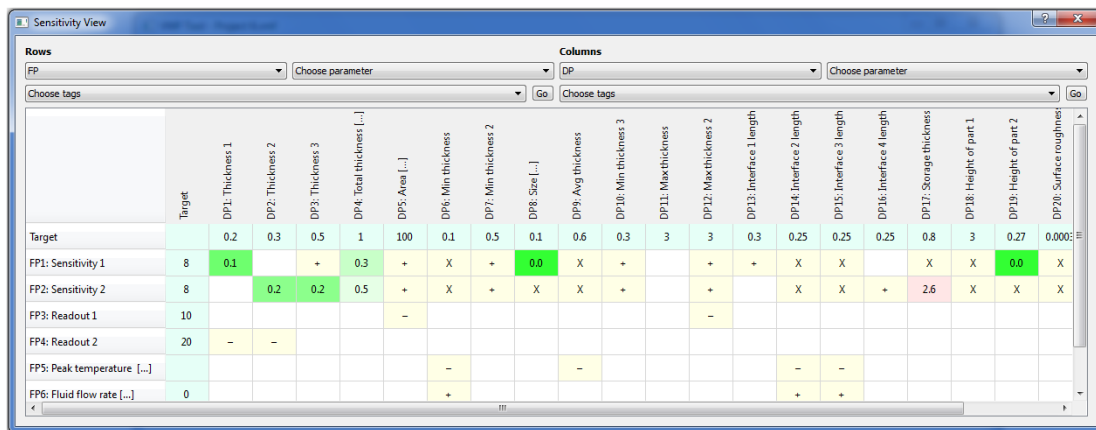 Sensitivity View
Rows
Columns
FP
Choose parameter
DP
Choose parameter
Choose tags
Go
Choose tags
Go
Target
DP1: Thickness 1
DP2: Thickness 2
DP3: Thickness 3
DP4: Total thickness [...]
DP5: Area [...]
DP6: Min thickness
DP7: Min thickness 2
DP8: Size [...]
DP9: Avg thickness
DP10: Min thickness 3
DP11: Max thickness
DP12: Max thickness 2
DP13: Interface 1 length
DP14: Interface 2 length
DP15: Interface 3 length
DP16: Interface 4 length
DP17: Storage thickness
DP18: Height of part 1
DP19: Height of part 2
DP20: Surface roughness
Target 0.2 0.3 0.5 1 100 0.1 0.5 0.1 0.6 0.3 3 3 0.3 0.25 0.25 0.25 0.8 3 0.27
FP1: Sensitivity 1 8 0.1 + 0.3 + X + 0.0 X + + + X X X X 0.0 X
FP2: Sensitivity 2 8 0.2 0.2 0.5 + X + X X + + X X + 2.6 X X X
FP3: Readout 1 10 – –
FP4: Readout 2 20 – –
FP5: Peak temperature [...] – – – –
FP6: Fluid flow rate [...] 0 + + +